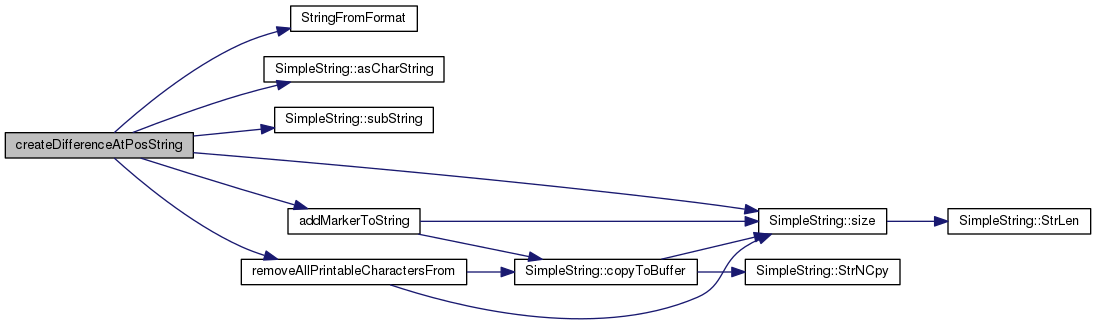 StringFromFormat
SimpleString::asCharString
SimpleString::subString
createDifferenceAtPosString
addMarkerToString
SimpleString::size
SimpleString::StrLen
removeAllPrintableCharactersFrom
SimpleString::copyToBuffer
SimpleString::StrNCpy